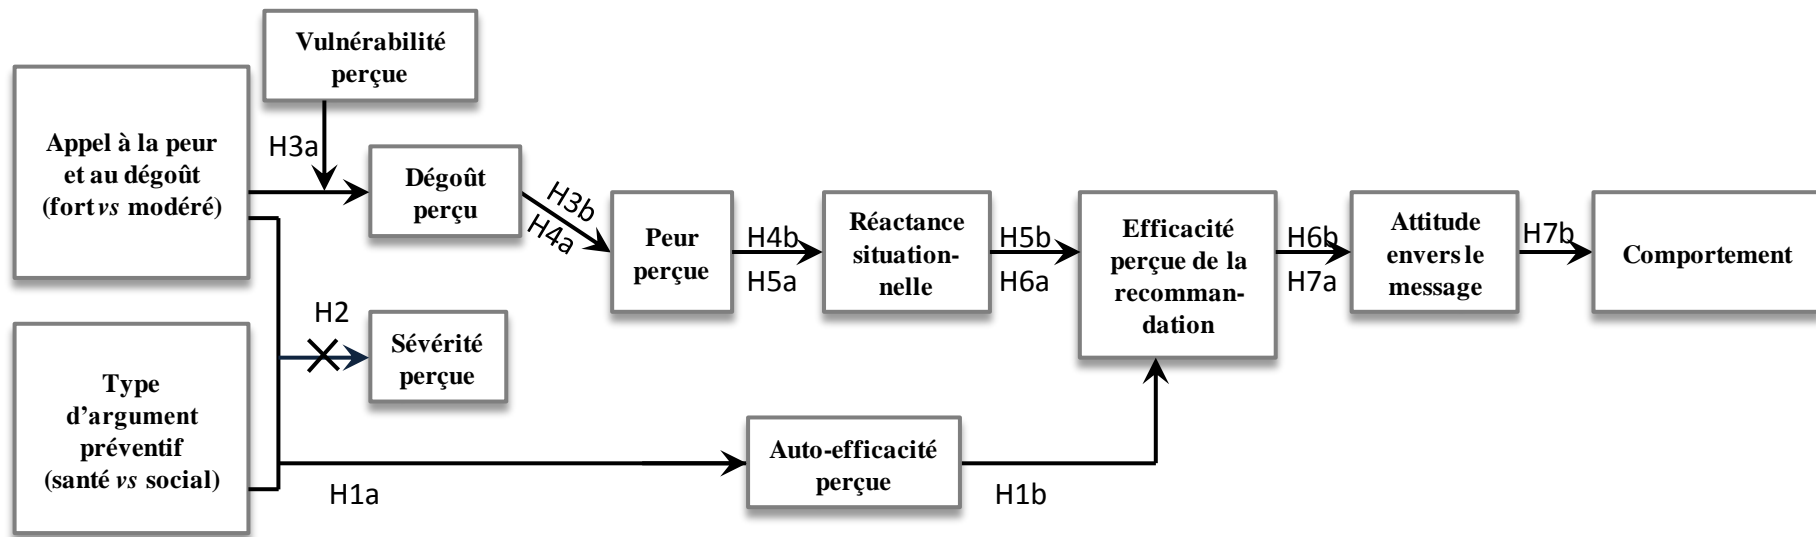 Vulnérabilité
perçue
Appel à la peur
et au dégoût
(fort vs modéré)
H3a
Dégoût
perçu
H3b
H4a
Peur
perçue
H4b
H5a
Réactance
situation-
nelle
H5b
H6a
Efficacité
perçue de la
recomman-
dation
H6b
H7a
Attitude
envers le
message
H7b
Comportement
H2
Sévérité
perçue
Type
d’argument
préventif
(santé vs social)
H1a
Auto-efficacité
perçue
H1b